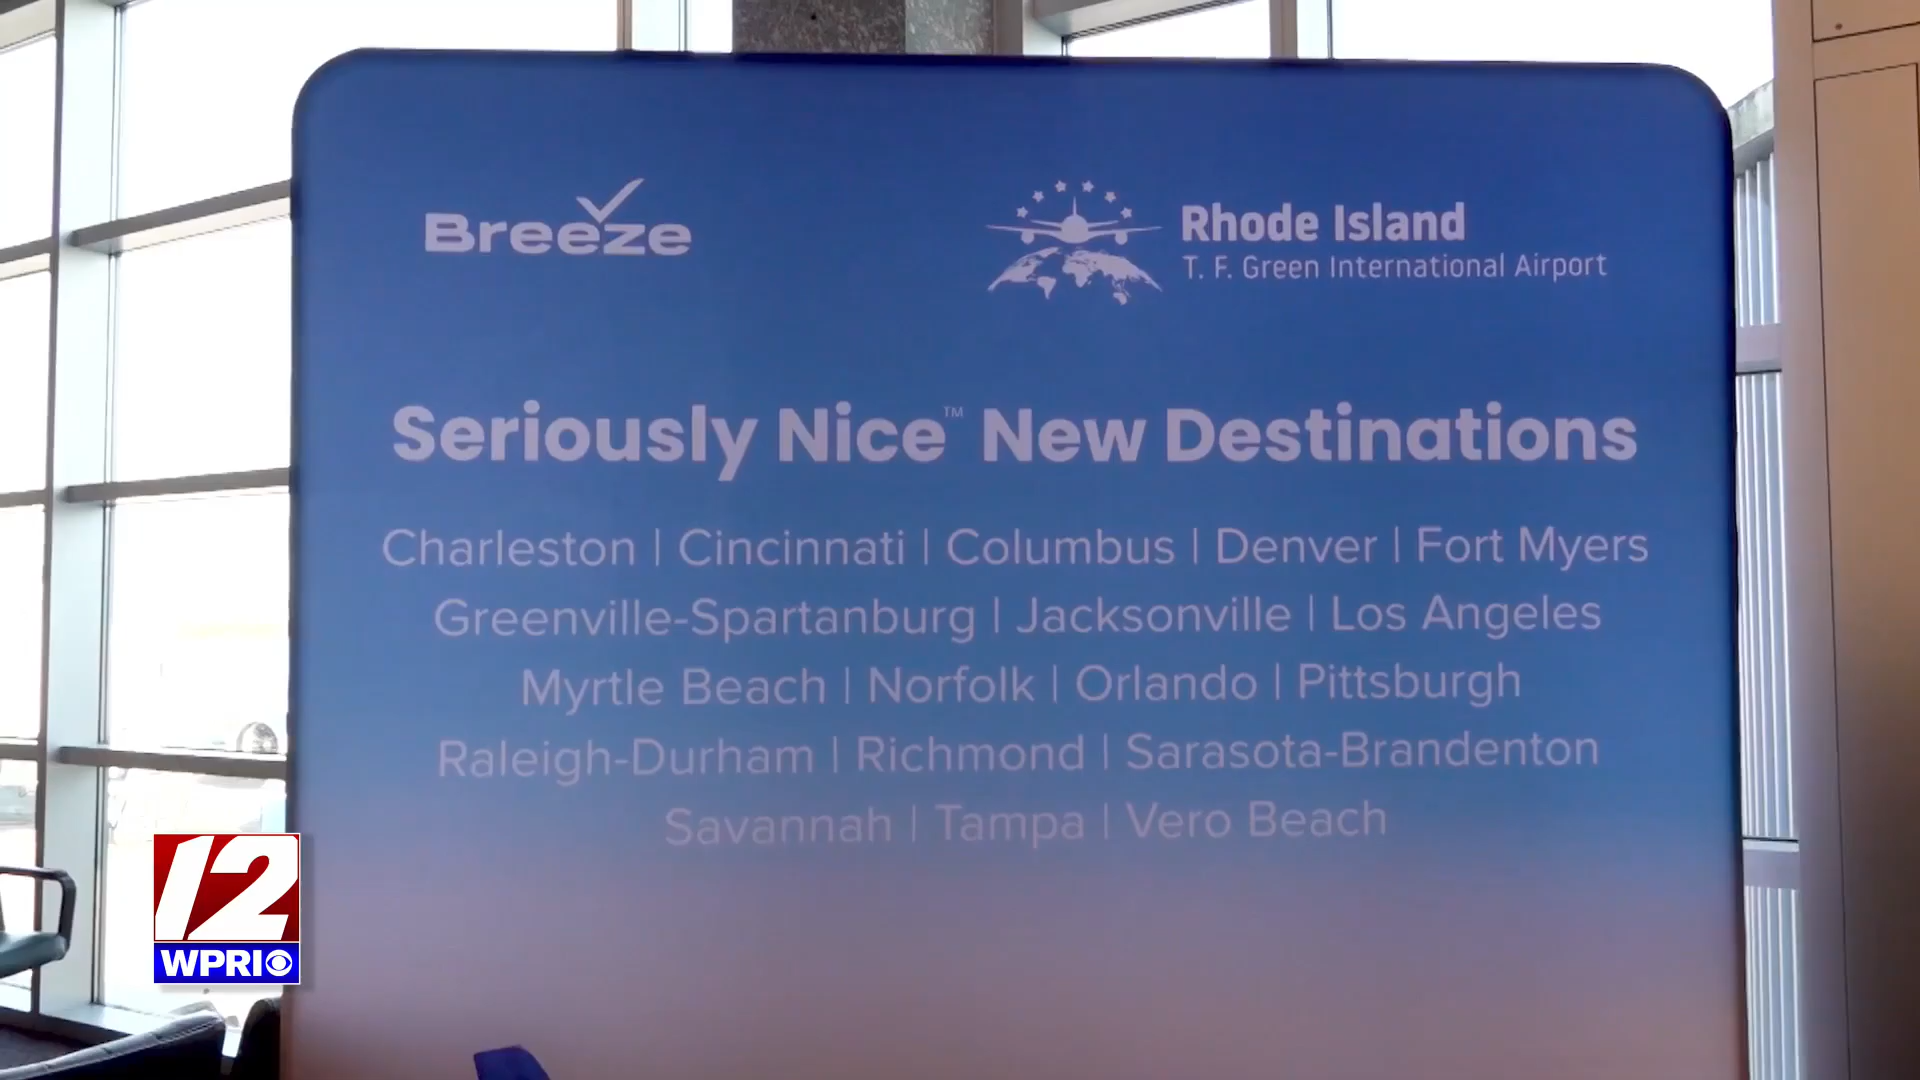 Breeze
Rhode Island
T. F. Green International Airport
Seriously Nice™ New Destinations
Charleston | Cincinnati | Columbus | Denver | Fort Myers
Greenville-Spartanburg | Jacksonville | Los Angeles
Myrtle Beach | Norfolk | Orlando | Pittsburgh
Raleigh-Durham | Richmond | Sarasota-Brandenton
Savannah | Tampa | Vero Beach
12
WPRI